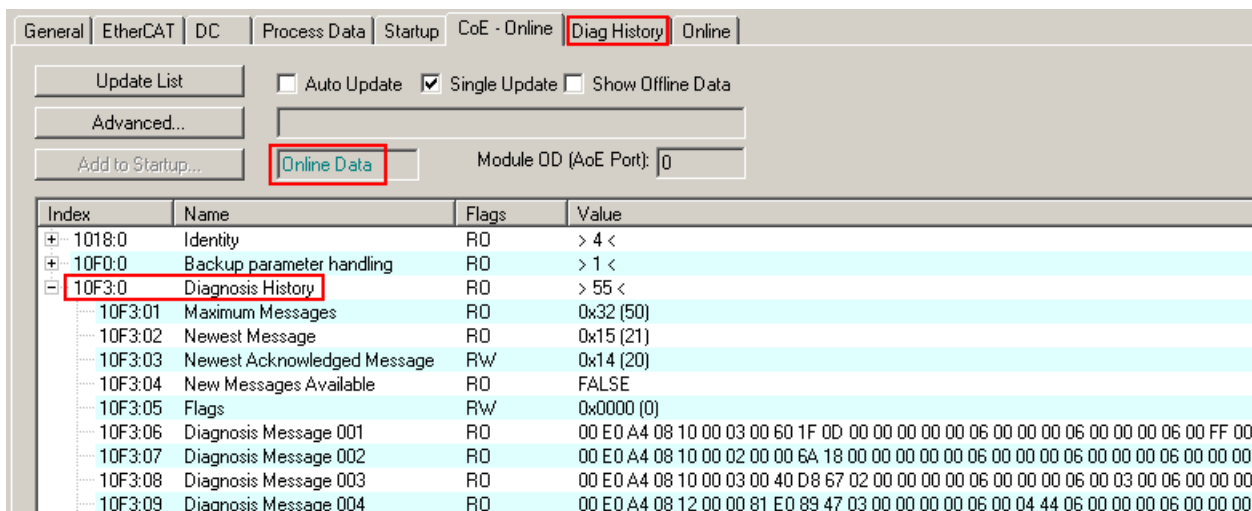 General EtherCAT DC Process Data Startup CoE - Online Diag History Online
Update List Auto Update Single Update Show Offline Data
Advanced...
Add to Startup... Online Data Module OD (AoE Port): 0
Index Name Flags Value
1018:0 Identity RO > 4 <
10F0:0 Backup parameter handling RO > 1 <
10F3:0 Diagnosis History RO > 55 <
10F3:01 Maximum Messages RO 0x32 (50)
10F3:02 Newest Message RO 0x15 (21)
10F3:03 Newest Acknowledged Message RW 0x14 (20)
10F3:04 New Messages Available RO FALSE
10F3:05 Flags RW 0x0000 (0)
10F3:06 Diagnosis Message 001 RO 00 E0 A4 08 10 00 03 00 60 1F 0D 00 00 00 00 00 06 00 00 00 06 00 00 00 06 00 FF 00
10F3:07 Diagnosis Message 002 RO 00 E0 A4 08 10 00 02 00 00 6A 18 00 00 00 00 00 06 00 00 00 06 00 00 00 06 00 00 00
10F3:08 Diagnosis Message 003 RO 00 E0 A4 08 10 00 03 00 40 D8 67 02 00 00 00 00 06 00 00 00 06 00 03 00 06 00 00 00
10F3:09 Diagnosis Message 004 RO 00 E0 A4 08 12 00 00 81 E0 89 47 03 00 00 00 00 06 00 04 44 06 00 00 00 06 00 00 00